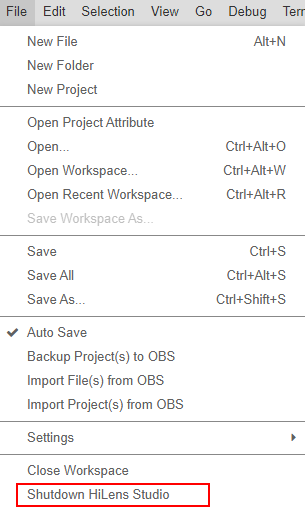 File Edit Selection View Go Debug
New File Alt+N
New Folder
New Project
Open Project Attribute
Open... Ctrl+Alt+O
Open Workspace... Ctrl+Alt+W
Open Recent Workspace... Ctrl+Alt+R
Save Workspace As...
Save Ctrl+S
Save All Ctrl+Alt+S
Save As... Ctrl+Shift+S
Auto Save
Backup Project(s) to OBS
Import File(s) from OBS
Import Project(s) from OBS
Settings
Close Workspace
Shutdown HiLens Studio